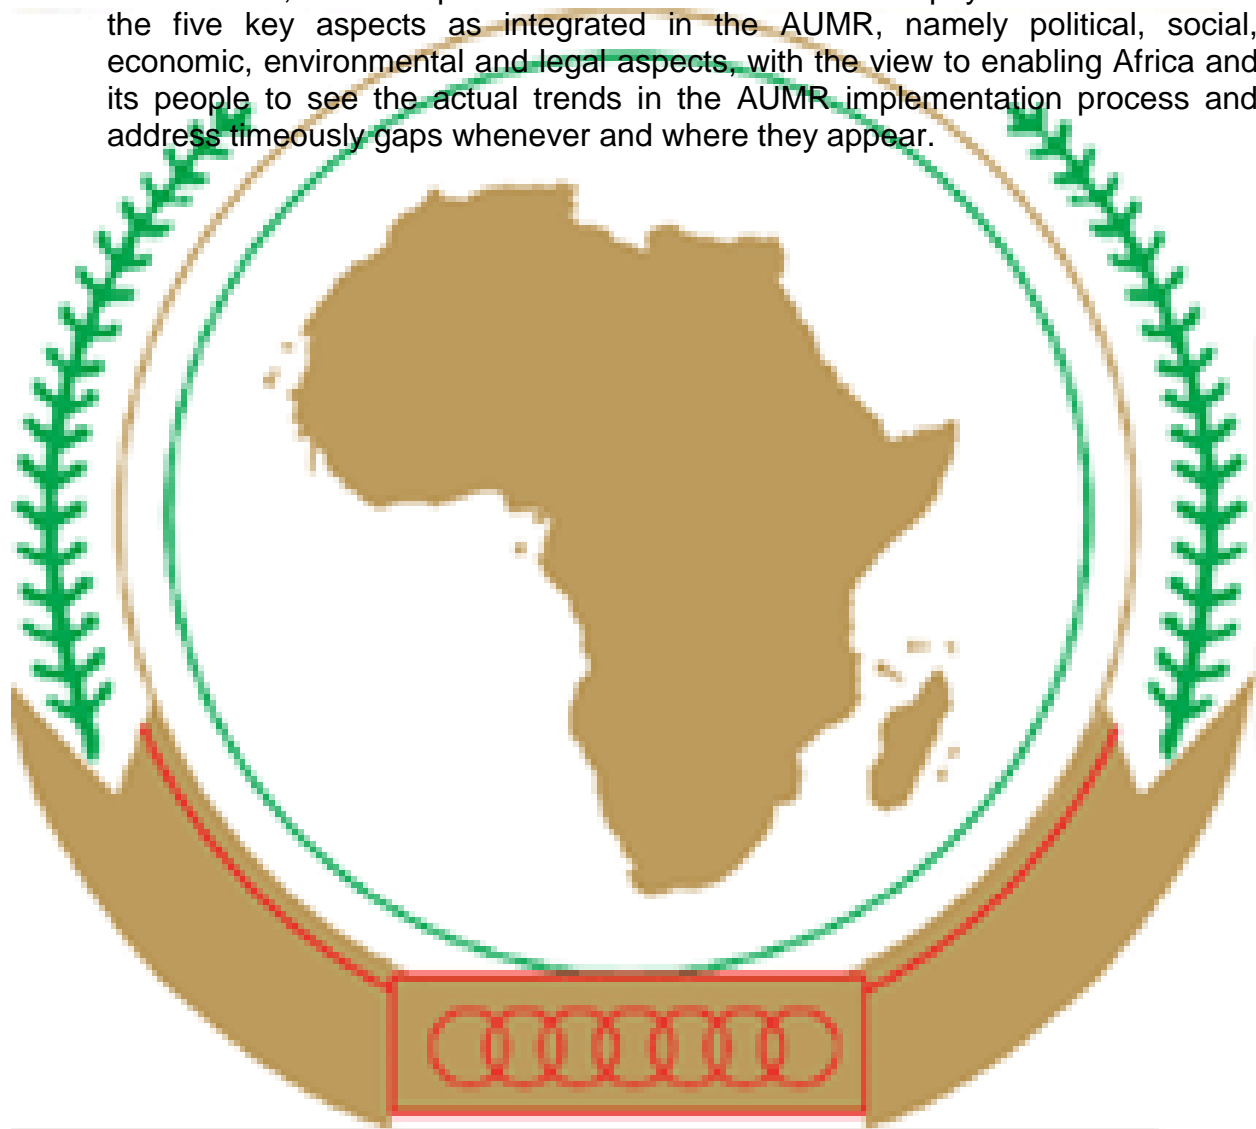 the five key aspects as integrated in the AUMR, namely political, social,
economic, environmental and legal aspects, with the view to enabling Africa and
its people to see the actual trends in the AUMR implementation process and
address timeously gaps whenever and where they appear.